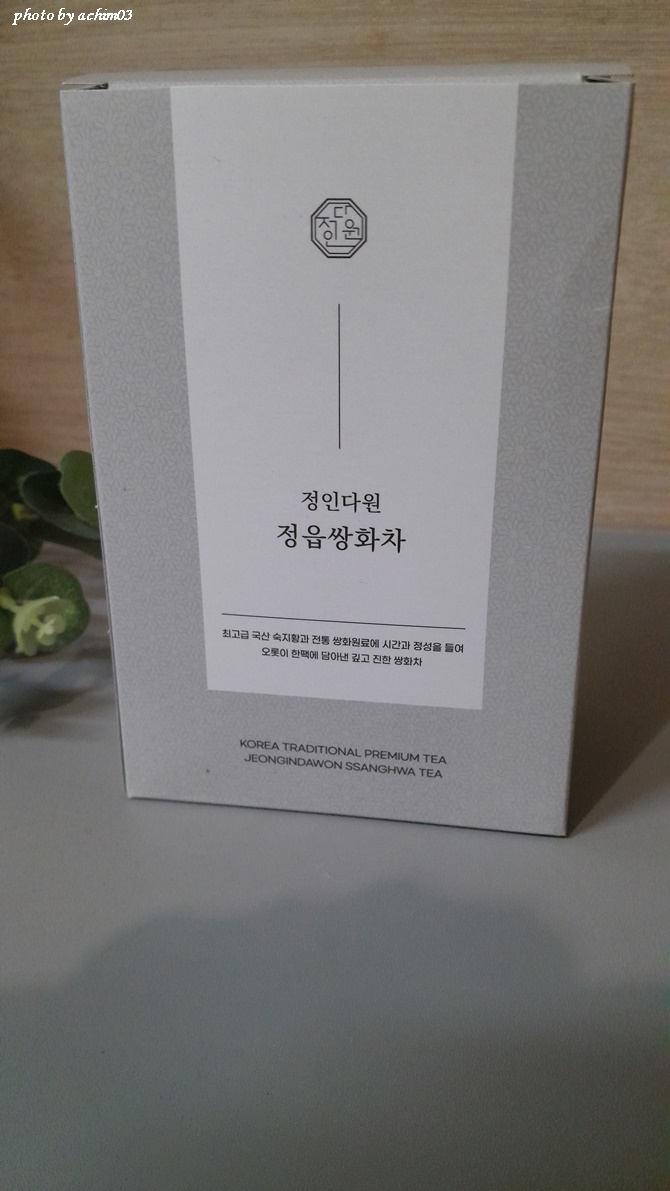 photo by achim03
정인다원
정인다원
정읍쌍화차
최고급 국산 숙지황과 전통 쌍화원료에 시간과 정성을 들여
오롯이 한팩에 담아낸 깊고 진한 쌍화차
KOREA TRADITIONAL PREMIUM TEA
JEONGINDAWON SSANGHWA TEA